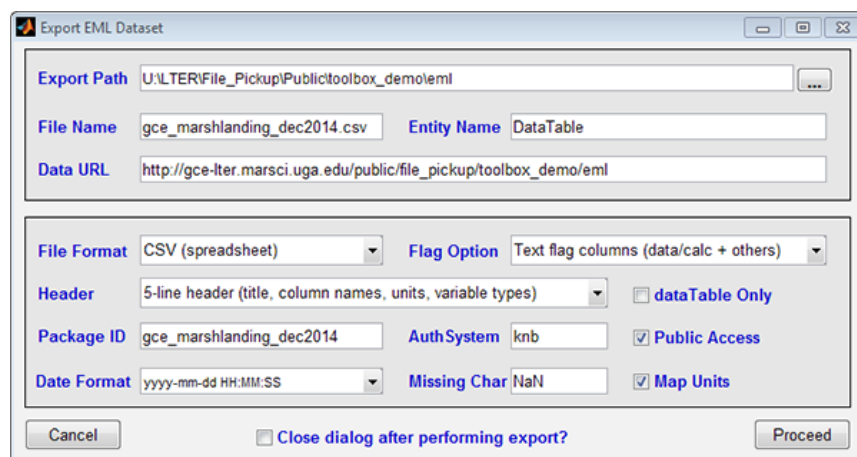 Export EML Dataset
Export Path U:\LTER\File_Pickup\Public\toolbox_demo\eml ...
File Name gce_marshlanding_dec2014.csv Entity Name DataTable
Data URL http://gce-lter.marsci.uga.edu/public/file_pickup/toolbox_demo/eml
File Format CSV (spreadsheet) Flag Option Text flag columns (data/calc + others)
Header 5-line header (title, column names, units, variable types) dataTable Only
Package ID gce_marshlanding_dec2014 AuthSystem knb Public Access
Date Format yyyy-mm-dd HH:MM:SS Missing Char NaN Map Units
Cancel Close dialog after performing export? Proceed